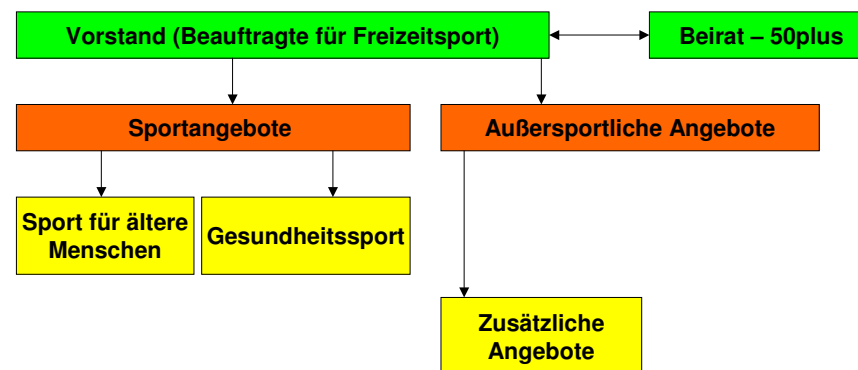 Vorstand (Beauftragte für Freizeitsport)
Beirat – 50plus
Sportangebote
Außersportliche Angebote
Sport für ältere
Menschen
Gesundheitssport
Zusätzliche
Angebote